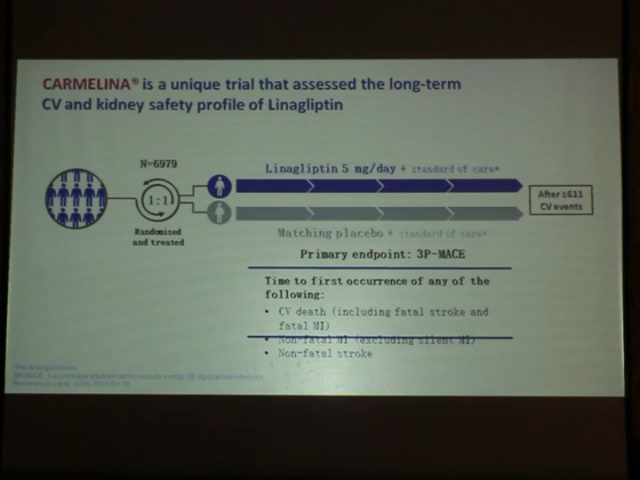 CARMELINA® is a unique trial that assessed the long-term
CV and kidney safety profile of Linagliptin
N=6979
1:1
Randomised
and treated
Linagliptin 5 mg/day + standard of care*
Matching placebo + standard of care*
After ≥611
CV events
Primary endpoint: 3P-MACE
Time to first occurrence of any of the
following:
• CV death (including fatal stroke and
fatal MI)
• Non-fatal MI (excluding silent MI)
• Non-fatal stroke